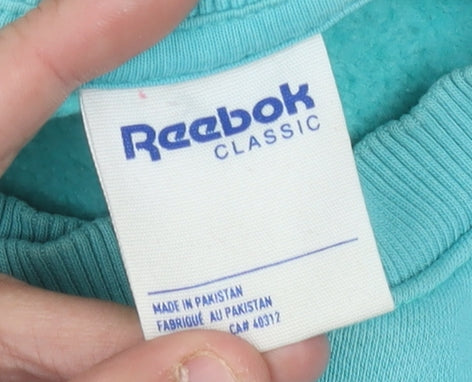 Reebok
CLASSIC
MADE IN PAKISTAN
FABRIQUÉ AU PAKISTAN
CA# 40312